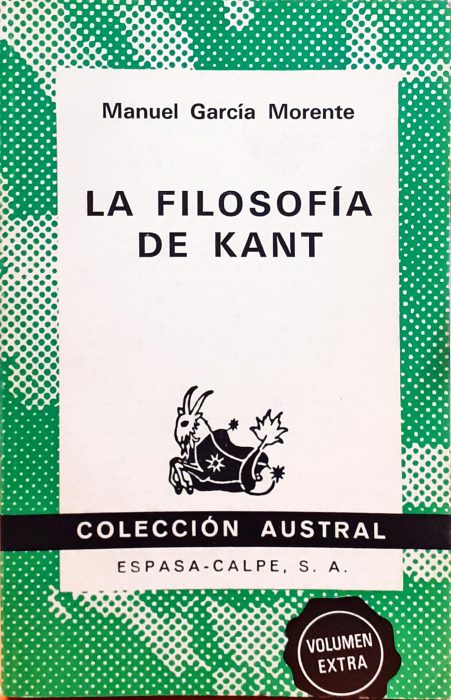 Manuel García Morente
LA FILOSOFÍA
DE KANT
COLECCIÓN AUSTRAL
ESPASA-CALPE, S. A.
VOLUMEN
EXTRA